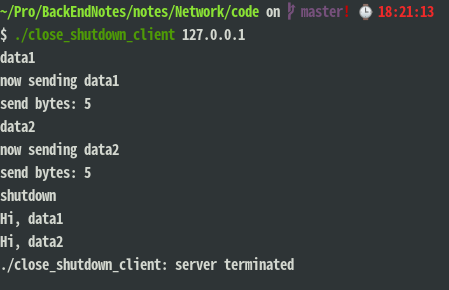 ~/Pro/BackEndNotes/notes/Network/code on master! 18:21:13
$ ./close_shutdown_client 127.0.0.1
data1
now sending data1
send bytes: 5
data2
now sending data2
send bytes: 5
shutdown
Hi, data1
Hi, data2
./close_shutdown_client: server terminated